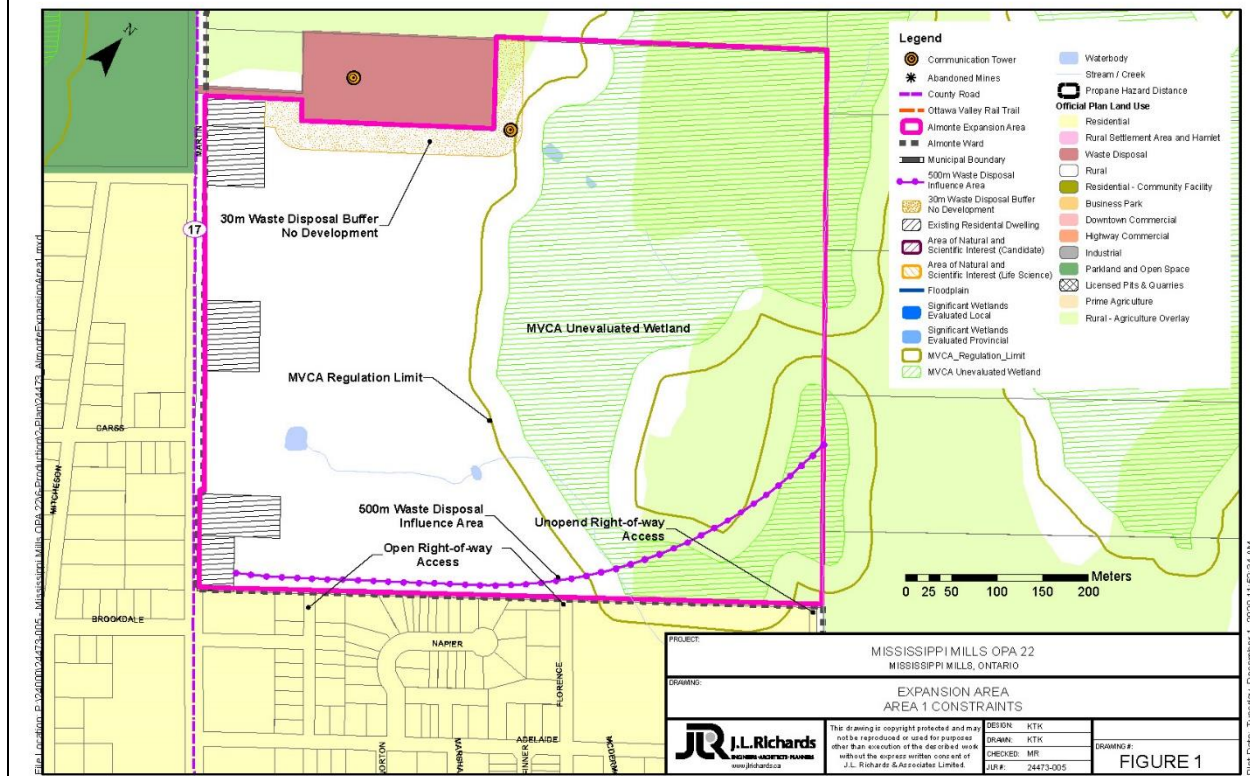 N
MARTIN
17
30m Waste Disposal Buffer
No Development
MVCA Unevaluated Wetland
MVCA Regulation Limit
CARSS
MITCHESON
500m Waste Disposal
Influence Area
Unopend Right-of-way
Access
Open Right-of-way
Access
BROOKDALE
NAPIER
FLORENCE
ADELAIDE
Legend
Communication Tower
Abandoned Mines
County Road
Ottawa Valley Rail Trail
Almonte Expansion Area
Almonte Ward
Municipal Boundary
500m Waste Disposal
Influence Area
30m Waste Disposal Buffer
No Development
Existing Residential Dwelling
Area of Natural and
Scientific Interest (Candidate)
Area of Natural and
Scientific Interest (Life Science)
Floodplain
Significant Wetlands
Evaluated Local
Significant Wetlands
Evaluated Provincial
MVCA_Regulation_Limit
MVCA Unevaluated Wetland
Waterbody
Stream / Creek
Propane Hazard Distance
Official Plan Land Use
Residential
Rural Settlement Area and Hamlet
Waste Disposal
Rural
Residential - Community Facility
Business Park
Downtown Commercial
Highway Commercial
Industrial
Parkland and Open Space
Licensed Pits & Quarries
Prime Agriculture
Rural - Agriculture Overlay
Meters
0 25 50 100 150 200
PROJECT:
MISSISSIPPI MILLS OPA 22
MISSISSIPPI MILLS, ONTARIO
DRAWING:
EXPANSION AREA
AREA 1 CONSTRAINTS
JLR J.L.Richards
ENGINEERS·ARCHITECTS·PLANNERS
www.jlrichards.ca
This drawing is copyright protected and may
not be reproduced or used for purposes
other than execution of the described work
without the express written consent of
J.L. Richards & Associates Limited.
DESIGN: KTK
DRAWN: KTK
CHECKED: MR
JLR #: 24473-005
DRAWING #:
FIGURE 1